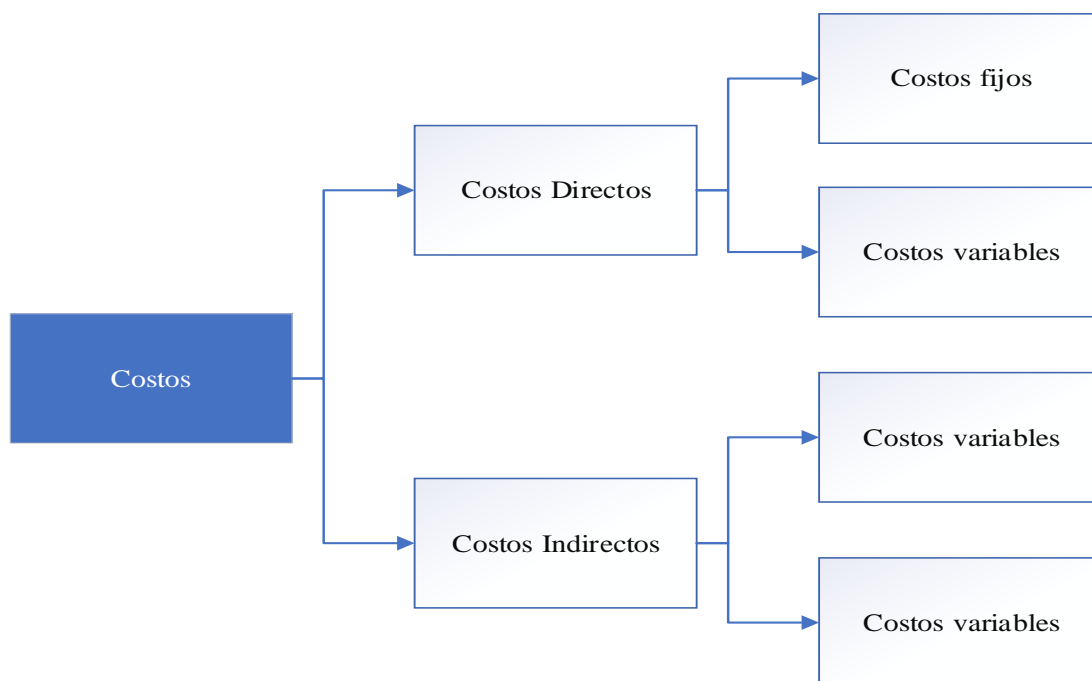 Costos
Costos Directos
Costos fijos
Costos variables
Costos Indirectos
Costos variables
Costos variables